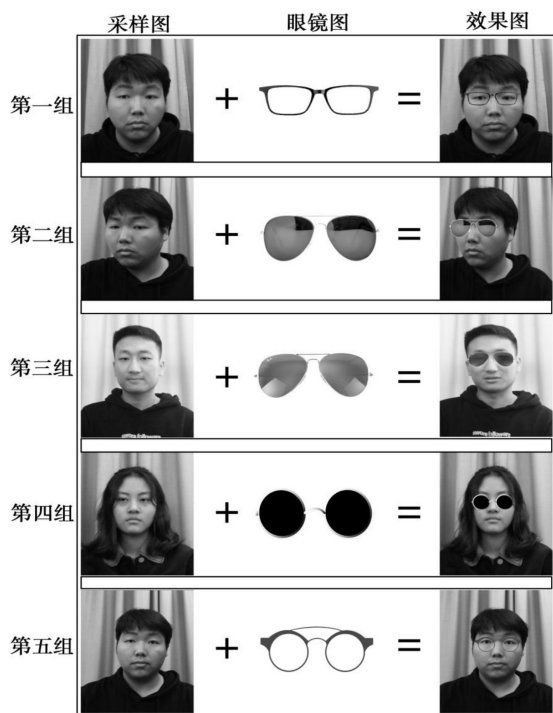 采样图 眼镜图 效果图
第一组 + =
第二组 + =
第三组 + =
第四组 + =
第五组 + =